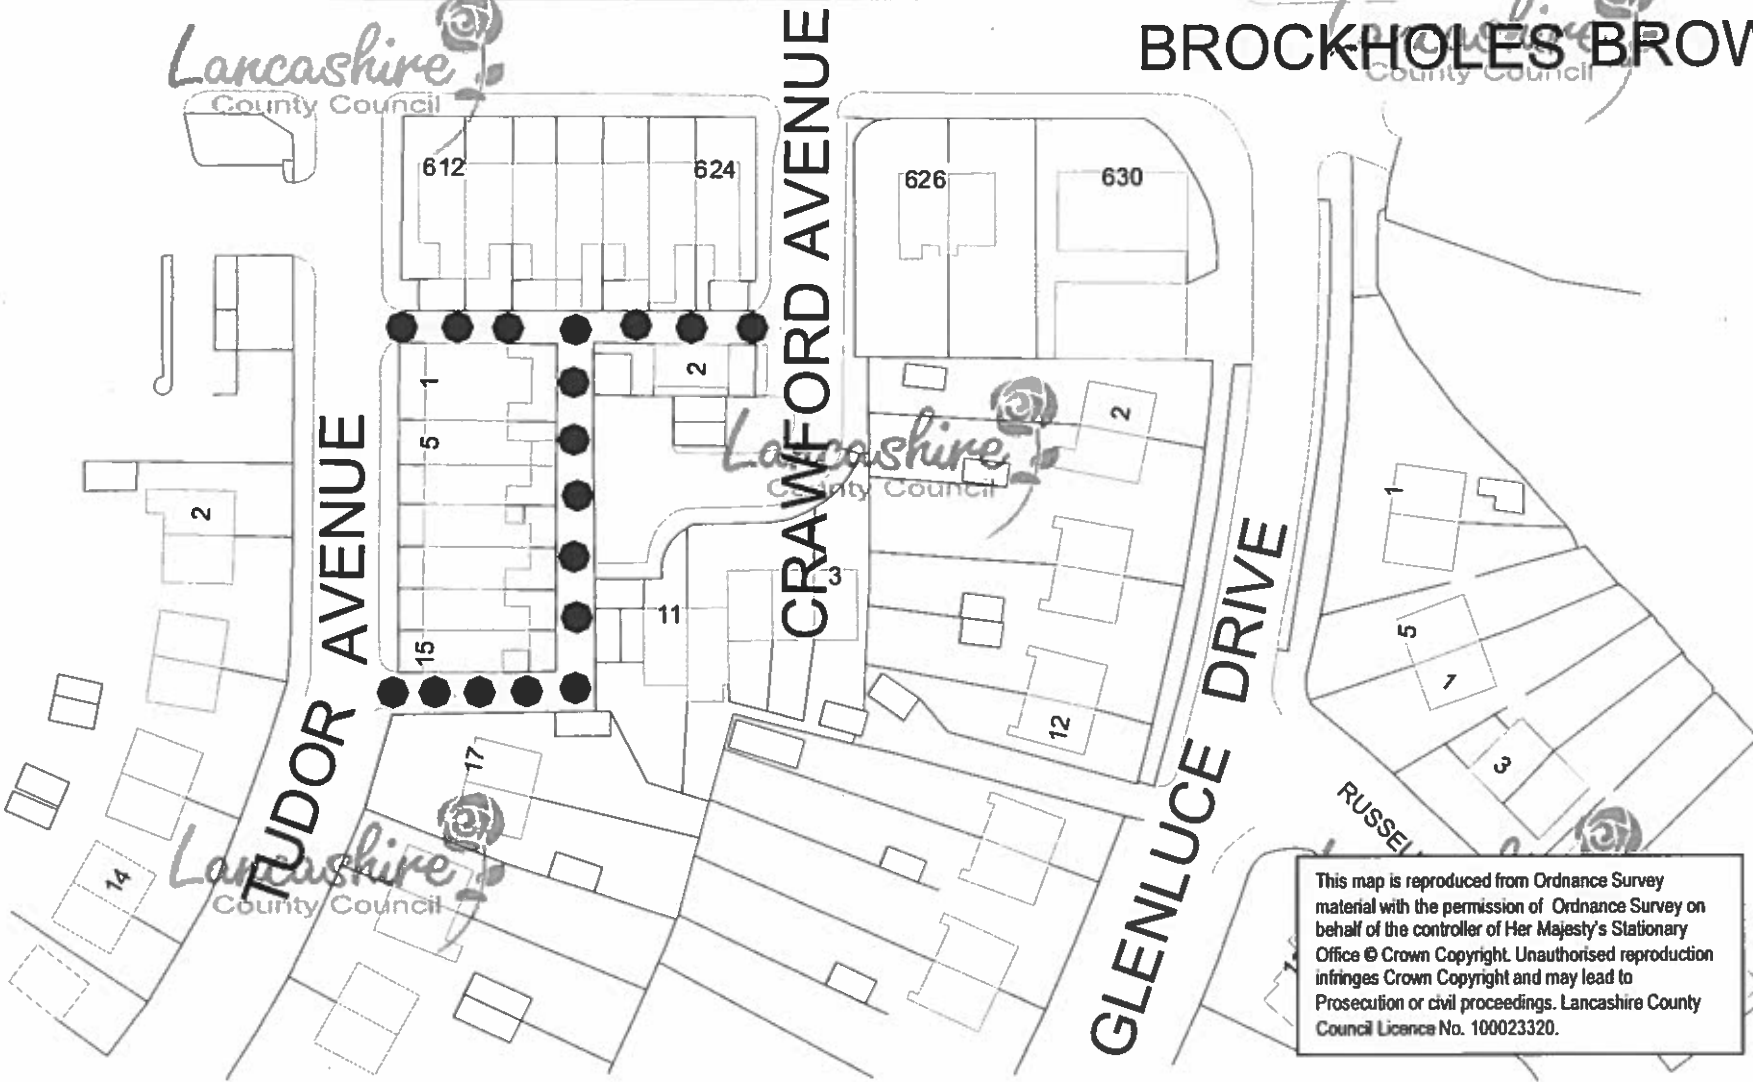 Lancashire
County Council
BROCKHOLES BROW
Lancashire
County Council
CRAWFORD AVENUE
612
624
626
630
1
2
2
5
Lancashire
County Council
TUDOR AVENUE
2
1
3
11
15
5
1
12
17
3
GLENLUCE DRIVE
14
Lancashire
County Council
This map is reproduced from Ordnance Survey
material with the permission of Ordnance Survey on
behalf of the controller of Her Majesty's Stationary
Office © Crown Copyright. Unauthorised reproduction
infringes Crown Copyright and may lead to
Prosecution or civil proceedings. Lancashire County
Council Licence No. 100023320.